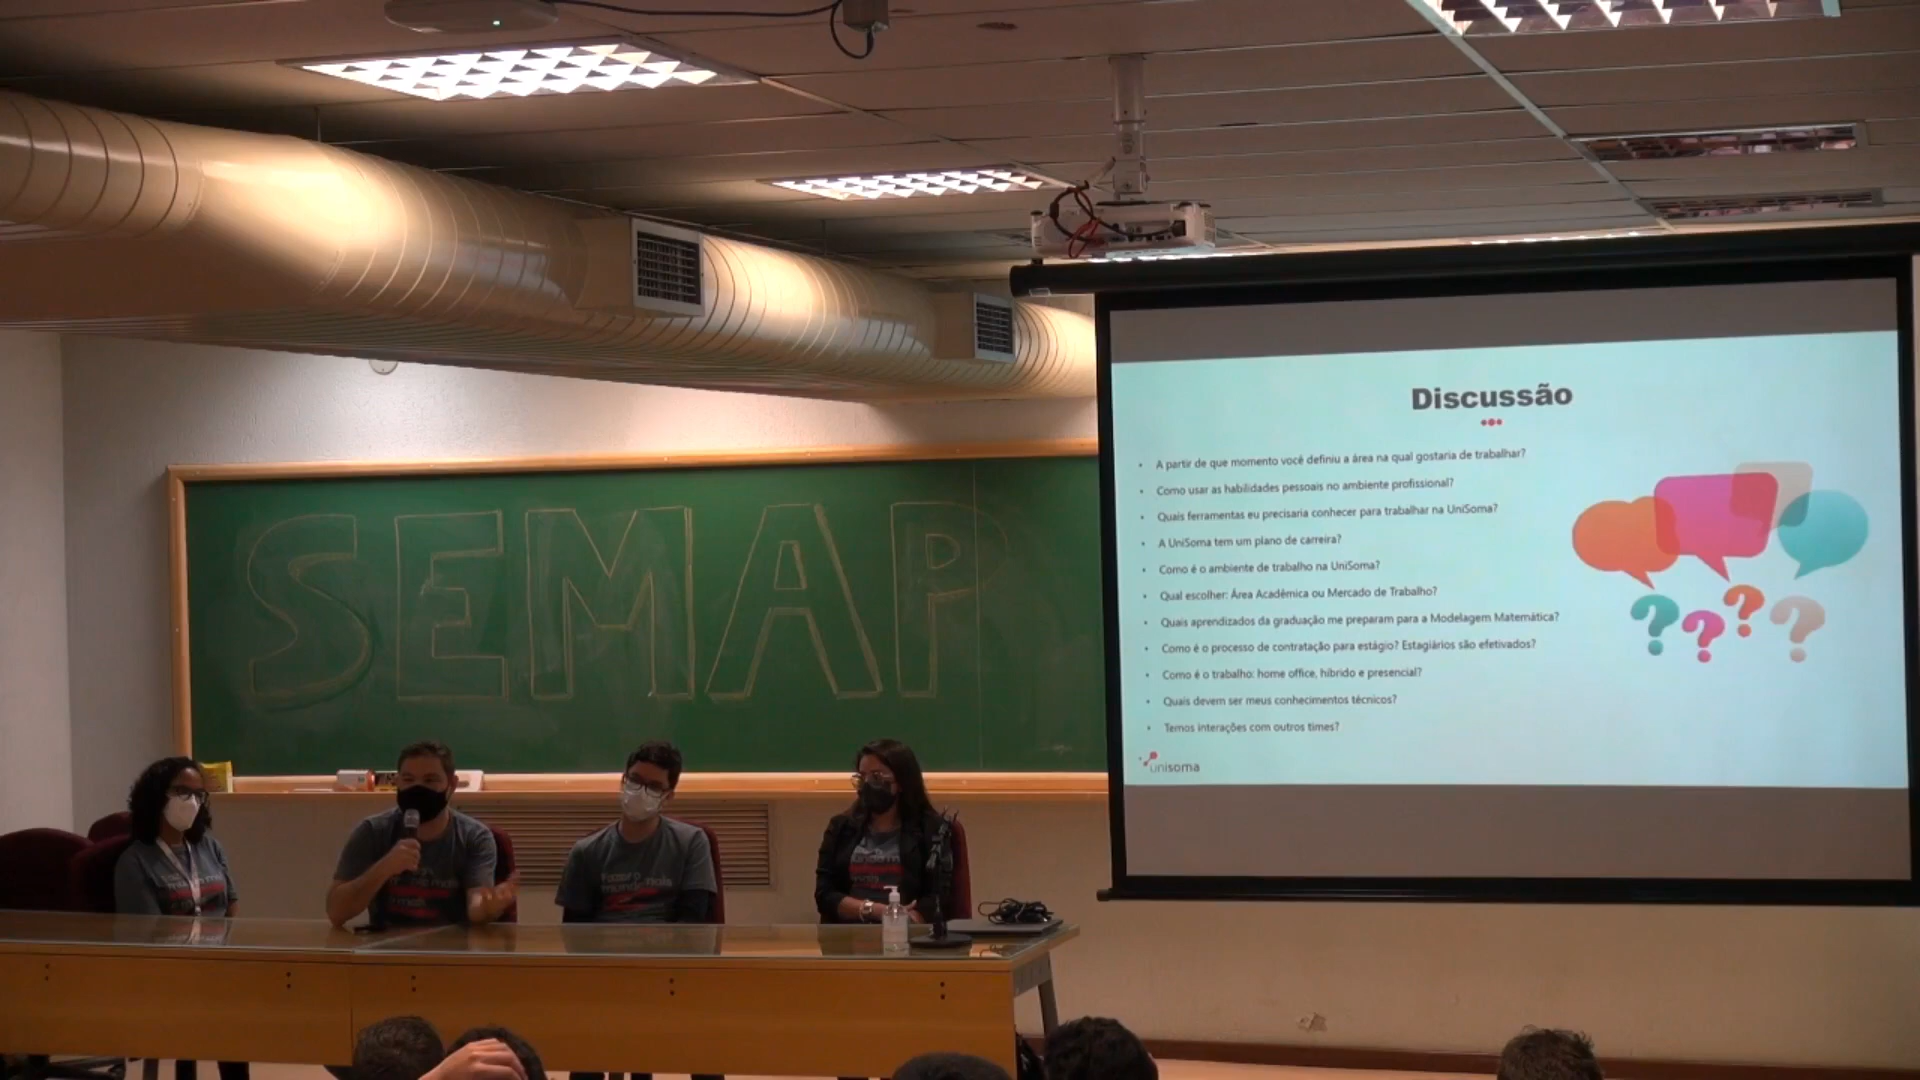 SEMAP
Discussão
A partir de que momento você definiu a área na qual gostaria de trabalhar?
Como usar as habilidades pessoais no ambiente profissional?
Quais ferramentas eu precisaria conhecer para trabalhar na UniSoma?
A UniSoma tem um plano de carreira?
Como é o ambiente de trabalho na UniSoma?
Qual escolher: Área Acadêmica ou Mercado de Trabalho?
Quais aprendizados da graduação me preparam para a Modelagem Matemática?
Como é o processo de contratação para estágio? Estagiários são efetivados?
Como é o trabalho: home office, híbrido e presencial?
Quais devem ser meus conhecimentos técnicos?
Temos interações com outros times?
unisoma
Fazer o
mundo mais